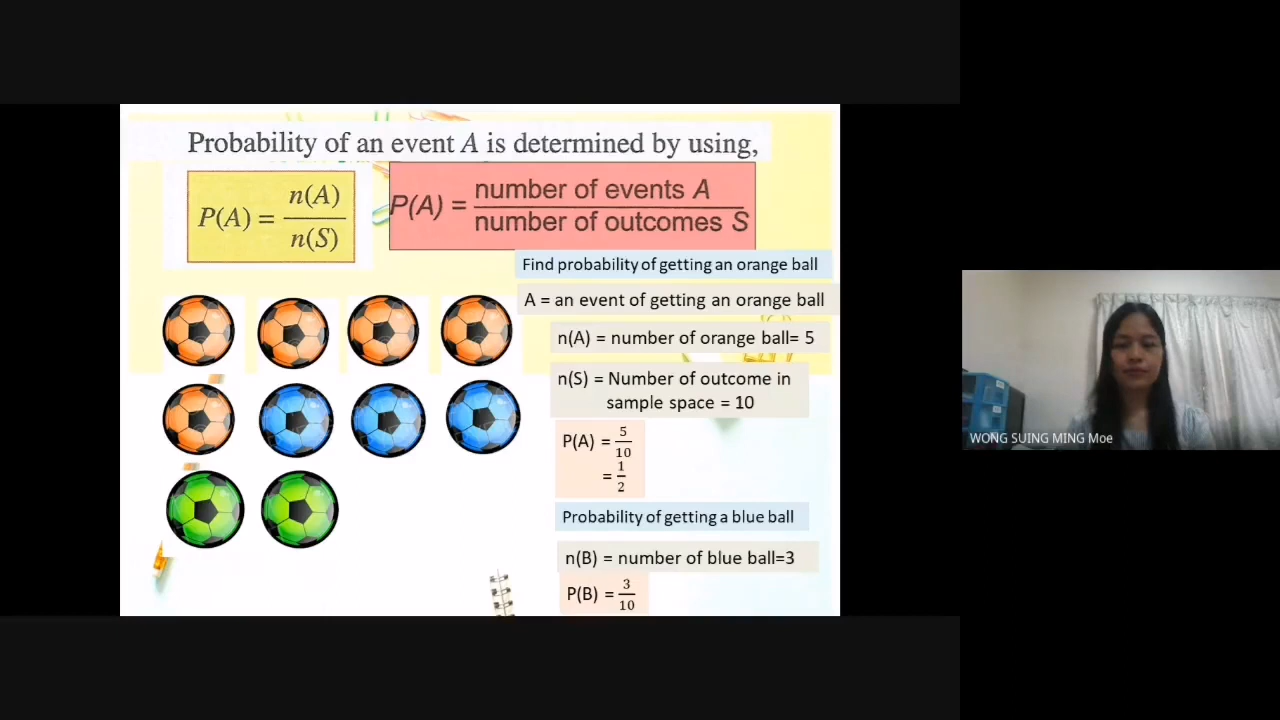 Probability of an event A is determined by using,
P(A) = n(A) / n(S)
P(A) = number of events A / number of outcomes S
Find probability of getting an orange ball
A = an event of getting an orange ball
n(A) = number of orange ball= 5
n(S) = Number of outcome in
sample space = 10
P(A) = 5/10
= 1/2
Probability of getting a blue ball
n(B) = number of blue ball=3
P(B) = 3/10
WONG SUING MING Moe